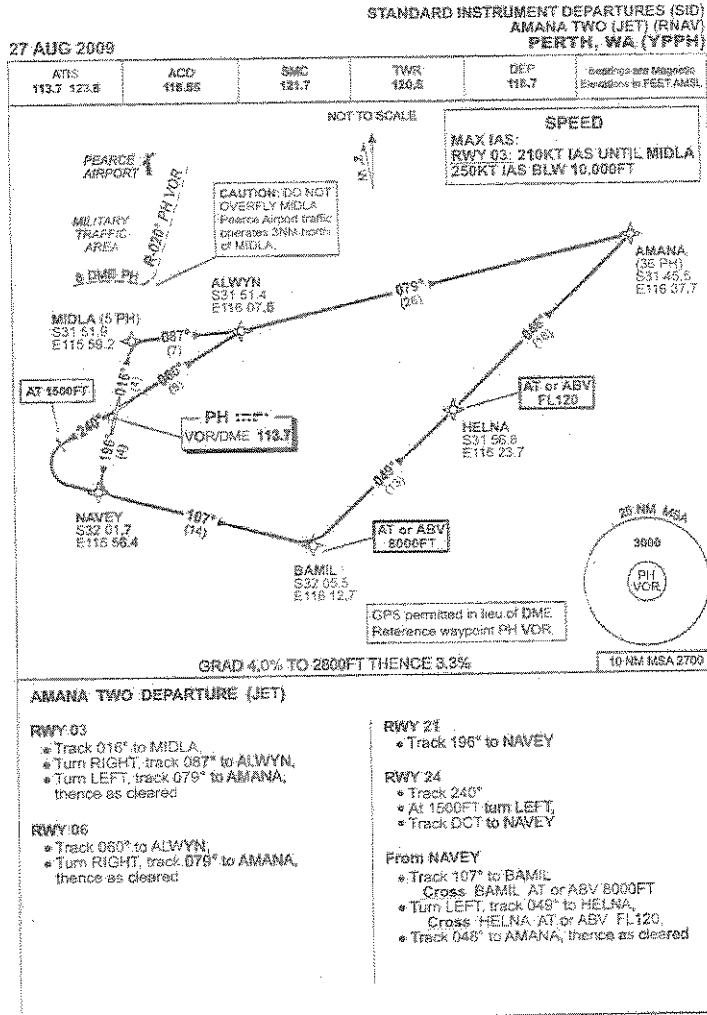 STANDARD INSTRUMENT DEPARTURES (SID)
AMANA TWO (JET) (RNAV)
27 AUG 2009
PERTH, WA (YPPH)
ATIS
113.7 123.8
ACD
118.55
SMC
121.7
TWR
120.5
DEP
118.7
Bearings are Magnetic
Elevations in FEET AMSL
NOT TO SCALE
SPEED
MAX IAS:
RWY 03: 210KT IAS UNTIL MIDLA
250KT IAS BLW 10,000FT
PEARCE
AIRPORT
R-020° PH VOR
CAUTION: DO NOT
OVERFLY MIDLA
Pearce Airport traffic
operates 3NM north
of MIDLA.
MILITARY
TRAFFIC
AREA
DME PH
AMANA
(36 PH)
S31 45.5
E116 37.7
ALWYN
S31 51.4
E116 07.5
079°
(26)
MIDLA (5 PH)
S31 51.9
E115 59.2
087°
(7)
016°
(4)
060°
(9)
(18)
AT 1500FT
AT or ABV
FL120
240°
PH
VOR/DME 113.7
HELNA
S31 56.8
E116 23.7
196°
(4)
049°
(13)
NAVEY
S32 01.7
E115 56.4
107°
(14)
AT or ABV
8000FT
25 NM MSA
3000
PH
VOR
BAMIL
S32 05.5
E116 12.7
GPS permitted in lieu of DME
Reference waypoint PH VOR.
GRAD 4.0% TO 2800FT THENCE 3.3%
10 NM MSA 2700
AMANA TWO DEPARTURE (JET)
RWY 03
• Track 016° to MIDLA,
• Turn RIGHT, track 087° to ALWYN,
• Turn LEFT, track 079° to AMANA,
thence as cleared
RWY 06
• Track 060° to ALWYN,
• Turn RIGHT, track 079° to AMANA,
thence as cleared
RWY 21
• Track 196° to NAVEY
RWY 24
• Track 240°
• At 1500FT turn LEFT,
• Track DCT to NAVEY
From NAVEY
• Track 107° to BAMIL
Cross BAMIL AT or ABV 8000FT
• Turn LEFT, track 049° to HELNA,
Cross HELNA AT or ABV FL120,
• Track 048° to AMANA, thence as cleared